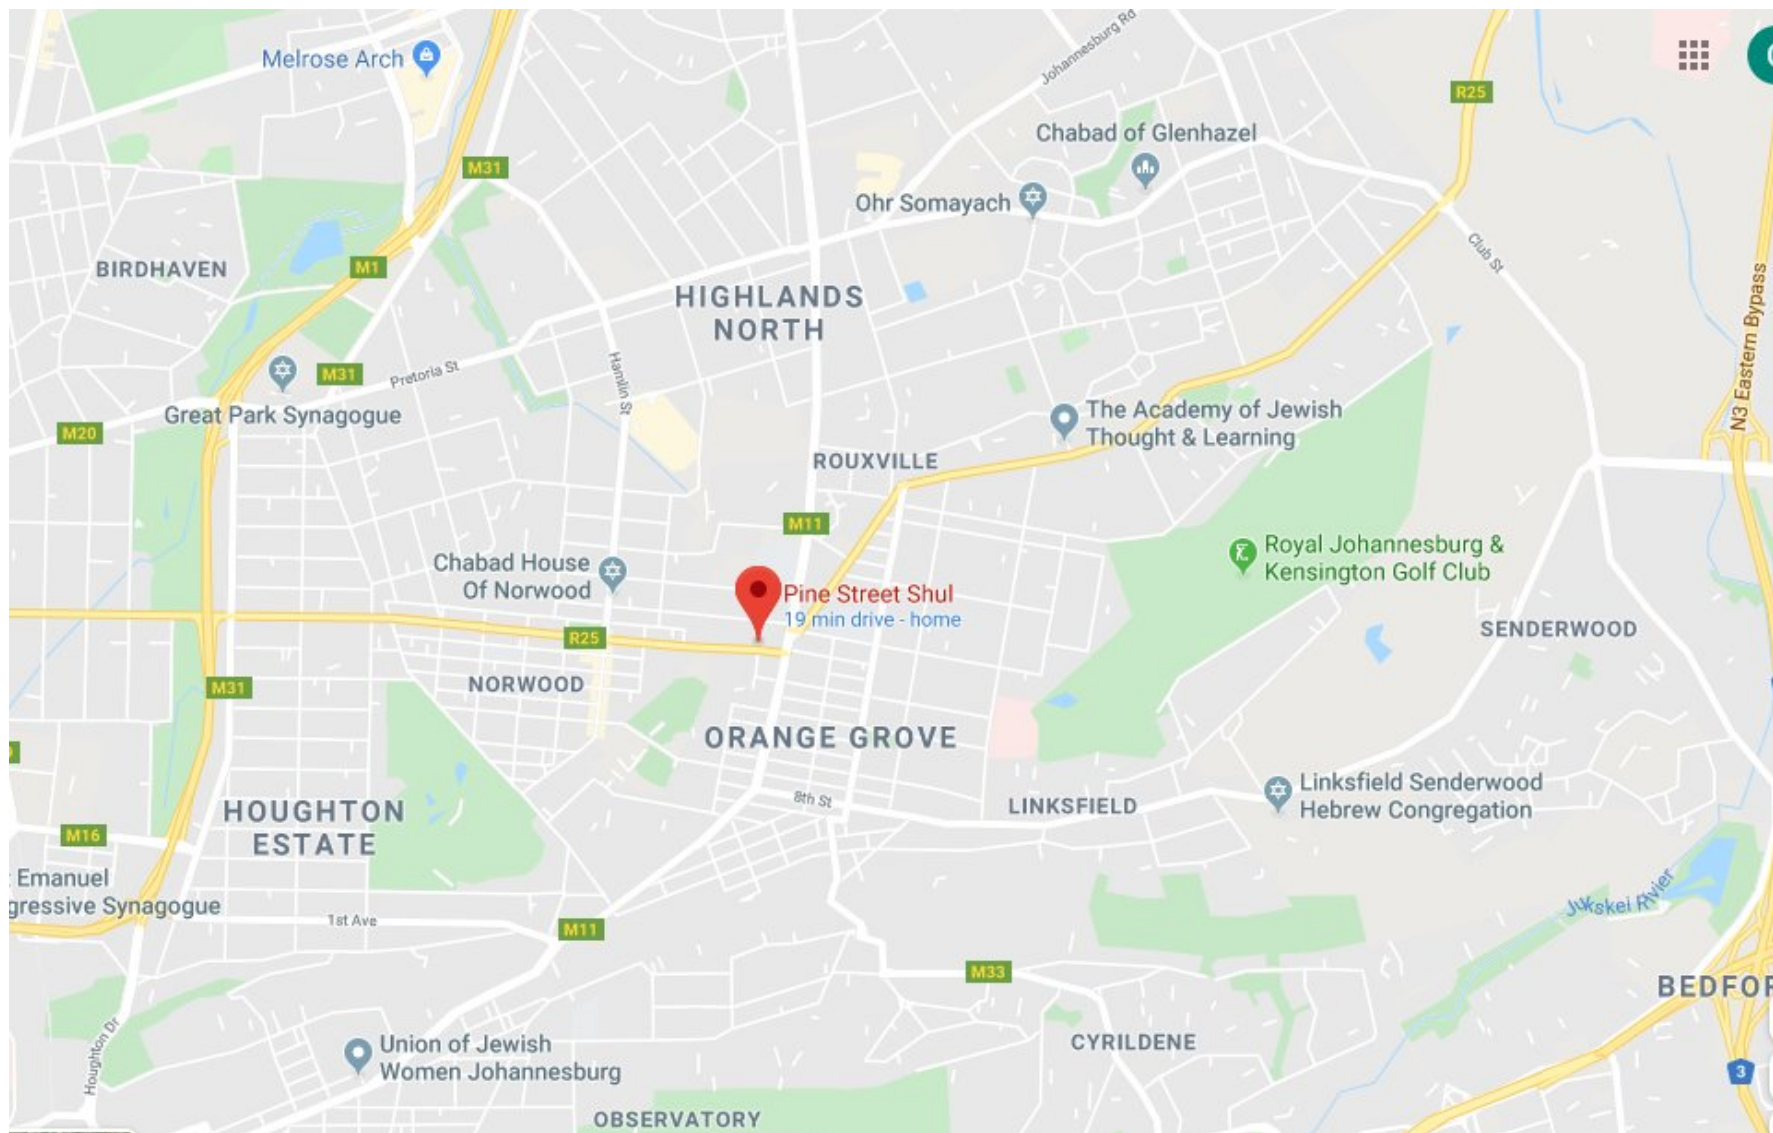 Johannesburg Rd
Melrose Arch
R25
Chabad of Glenhazel
M31
Ohr Somayach
Club St
BIRDHAVEN
M1
HIGHLANDS
NORTH
N3 Eastern Bypass
Pretoria St
M31
Hamlin St
Great Park Synagogue
The Academy of Jewish
Thought & Learning
M20
ROUXVILLE
M11
Royal Johannesburg &
Kensington Golf Club
Chabad House
Of Norwood
Pine Street Shul
19 min drive - home
R25
SENDERWOOD
M31
NORWOOD
ORANGE GROVE
Linksfield Senderwood
Hebrew Congregation
8th St
LINKSFIELD
HOUGHTON
ESTATE
M16
Emanuel
gressive Synagogue
Jukskei Rivier
1st Ave
M11
M33
BEDFOR
Houghton Dr
CYRILDENE
Union of Jewish
Women Johannesburg
3
OBSERVATORY